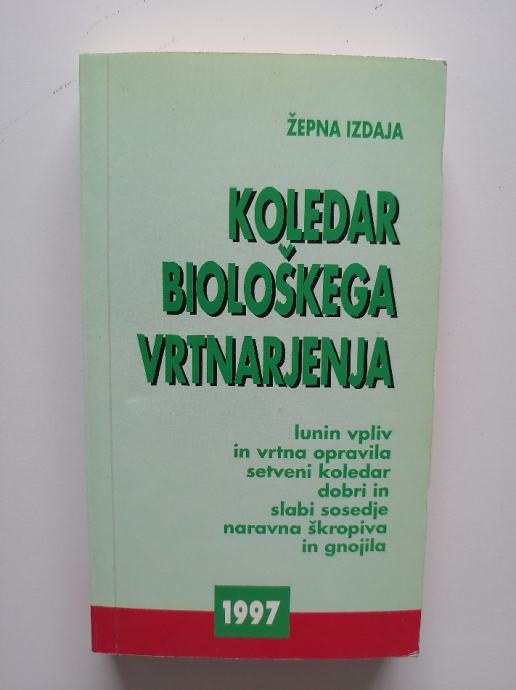 ŽEPNA IZDAJA
KOLEDAR
BIOLOŠKEGA
VRTNARJENJA
lunin vpliv
in vrtna opravila
setveni koledar
dobri in
slabi sosedje
naravna škropiva
in gnojila
1997